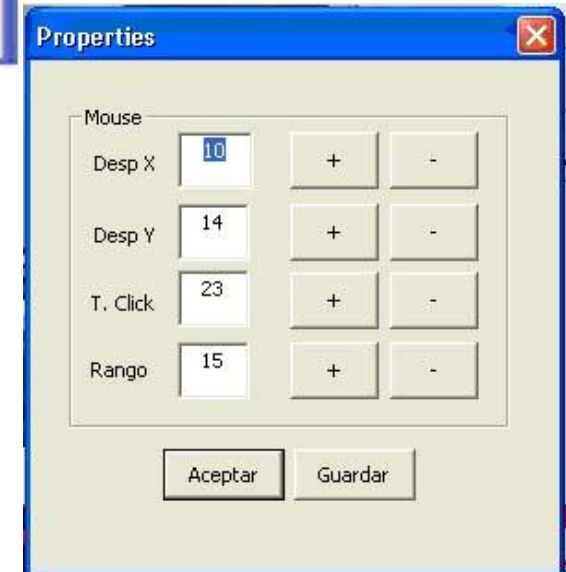 Properties
Mouse
Desp X 10 + -
Desp Y 14 + -
T. Click 23 + -
Rango 15 + -
Aceptar Guardar